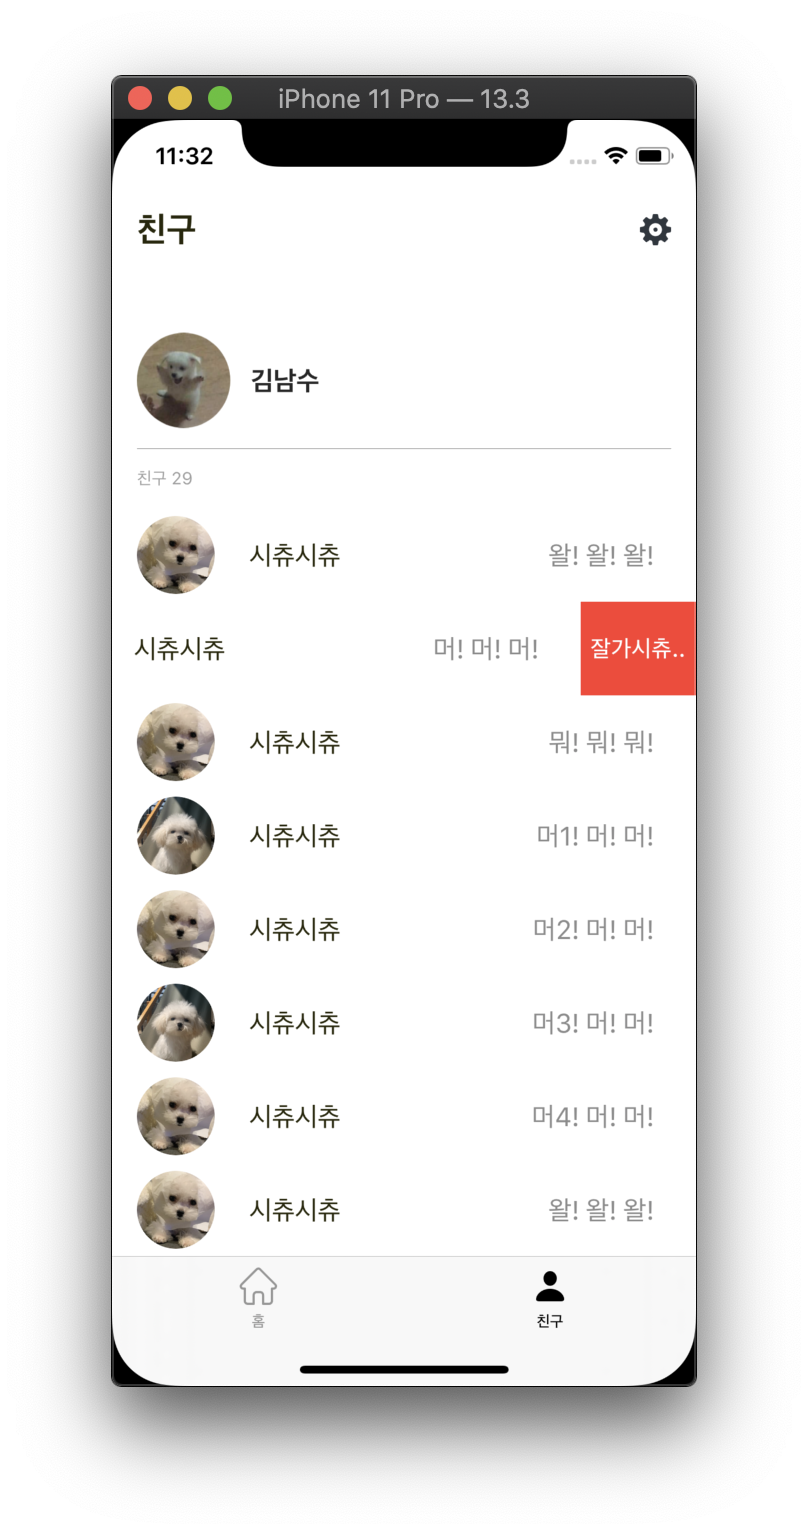 iPhone 11 Pro — 13.3
11:32
친구
김남수
친구 29
시츄시츄 왈! 왈! 왈!
시츄시츄 머! 머! 머! 잘가시츄..
시츄시츄 뭐! 뭐! 뭐!
시츄시츄 머1! 머! 머!
시츄시츄 머2! 머! 머!
시츄시츄 머3! 머! 머!
시츄시츄 머4! 머! 머!
시츄시츄 왈! 왈! 왈!
홈 친구